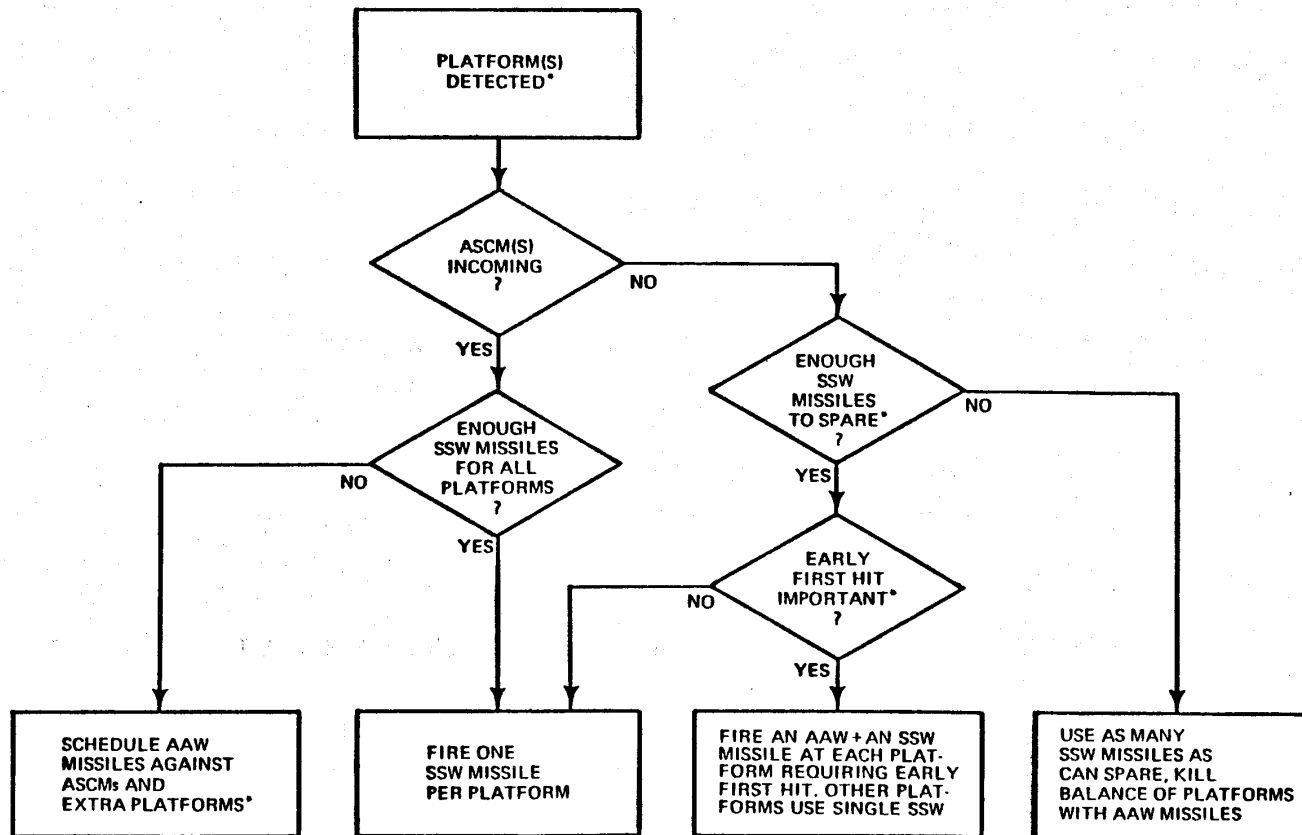 PLATFORM(S)
DETECTED*
ASCM(S)
INCOMING
?
NO
YES
ENOUGH
SSW
MISSILES
TO SPARE*
?
NO
YES
ENOUGH
SSW MISSILES
FOR ALL
PLATFORMS
?
NO
YES
EARLY
FIRST HIT
IMPORTANT*
?
NO
YES
SCHEDULE AAW
MISSILES AGAINST
ASCMs AND
EXTRA PLATFORMS*
FIRE ONE
SSW MISSILE
PER PLATFORM
FIRE AN AAW + AN SSW
MISSILE AT EACH PLAT-
FORM REQUIRING EARLY
FIRST HIT. OTHER PLAT-
FORMS USE SINGLE SSW
USE AS MANY
SSW MISSILES AS
CAN SPARE, KILL
BALANCE OF PLATFORMS
WITH AAW MISSILES